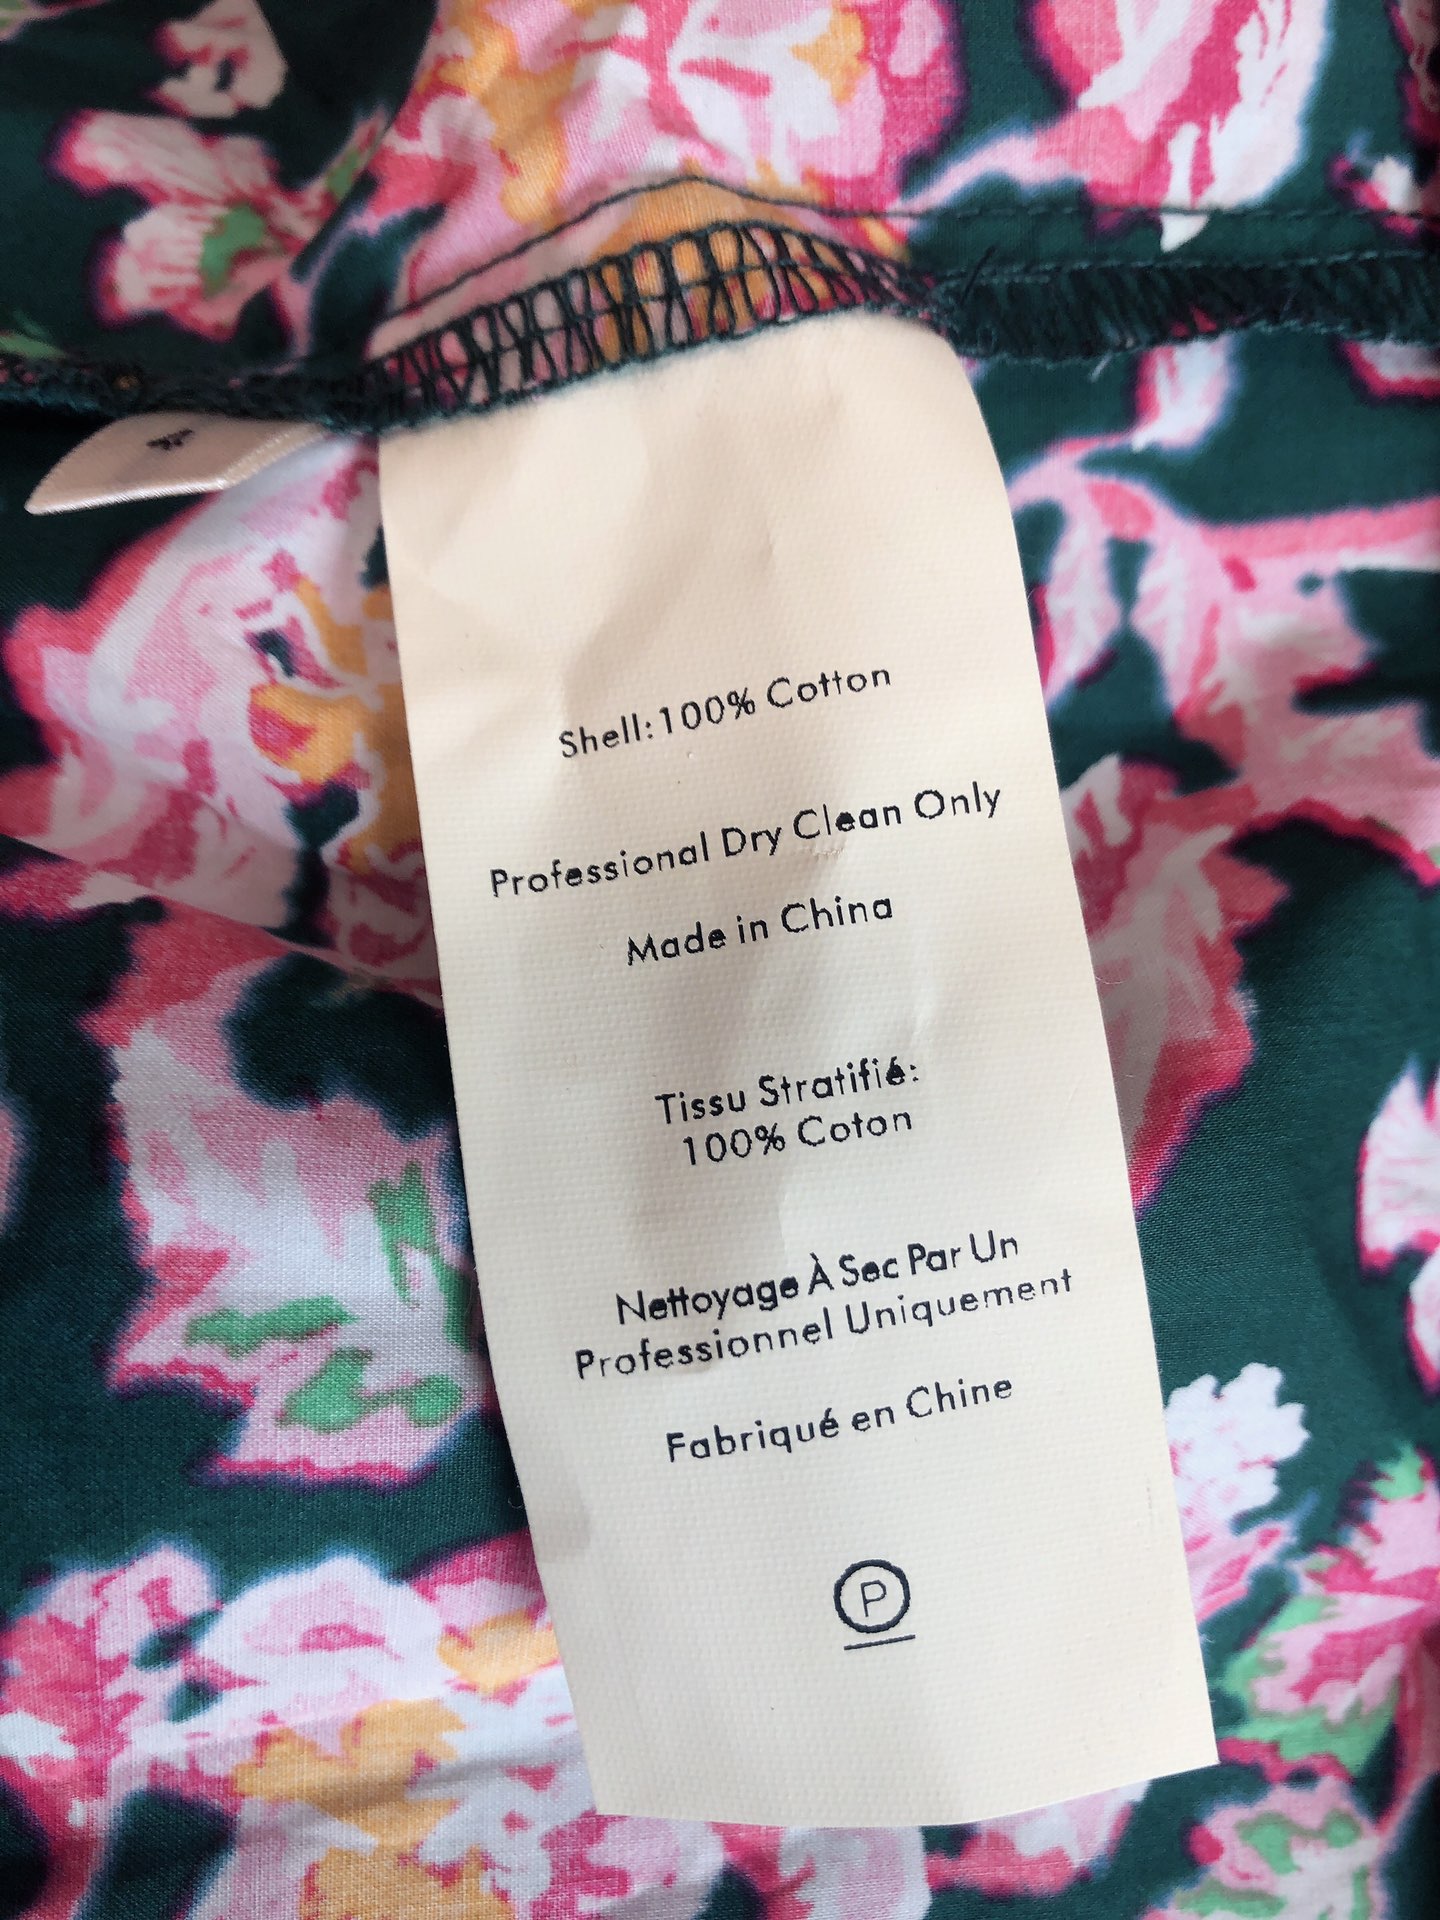 Shell:100% Cotton
Professional Dry Clean Only
Made in China
Tissu Stratifié:
100% Coton
Nettoyage À Sec Par Un
Professionnel Uniquement
Fabriqué en Chine
P